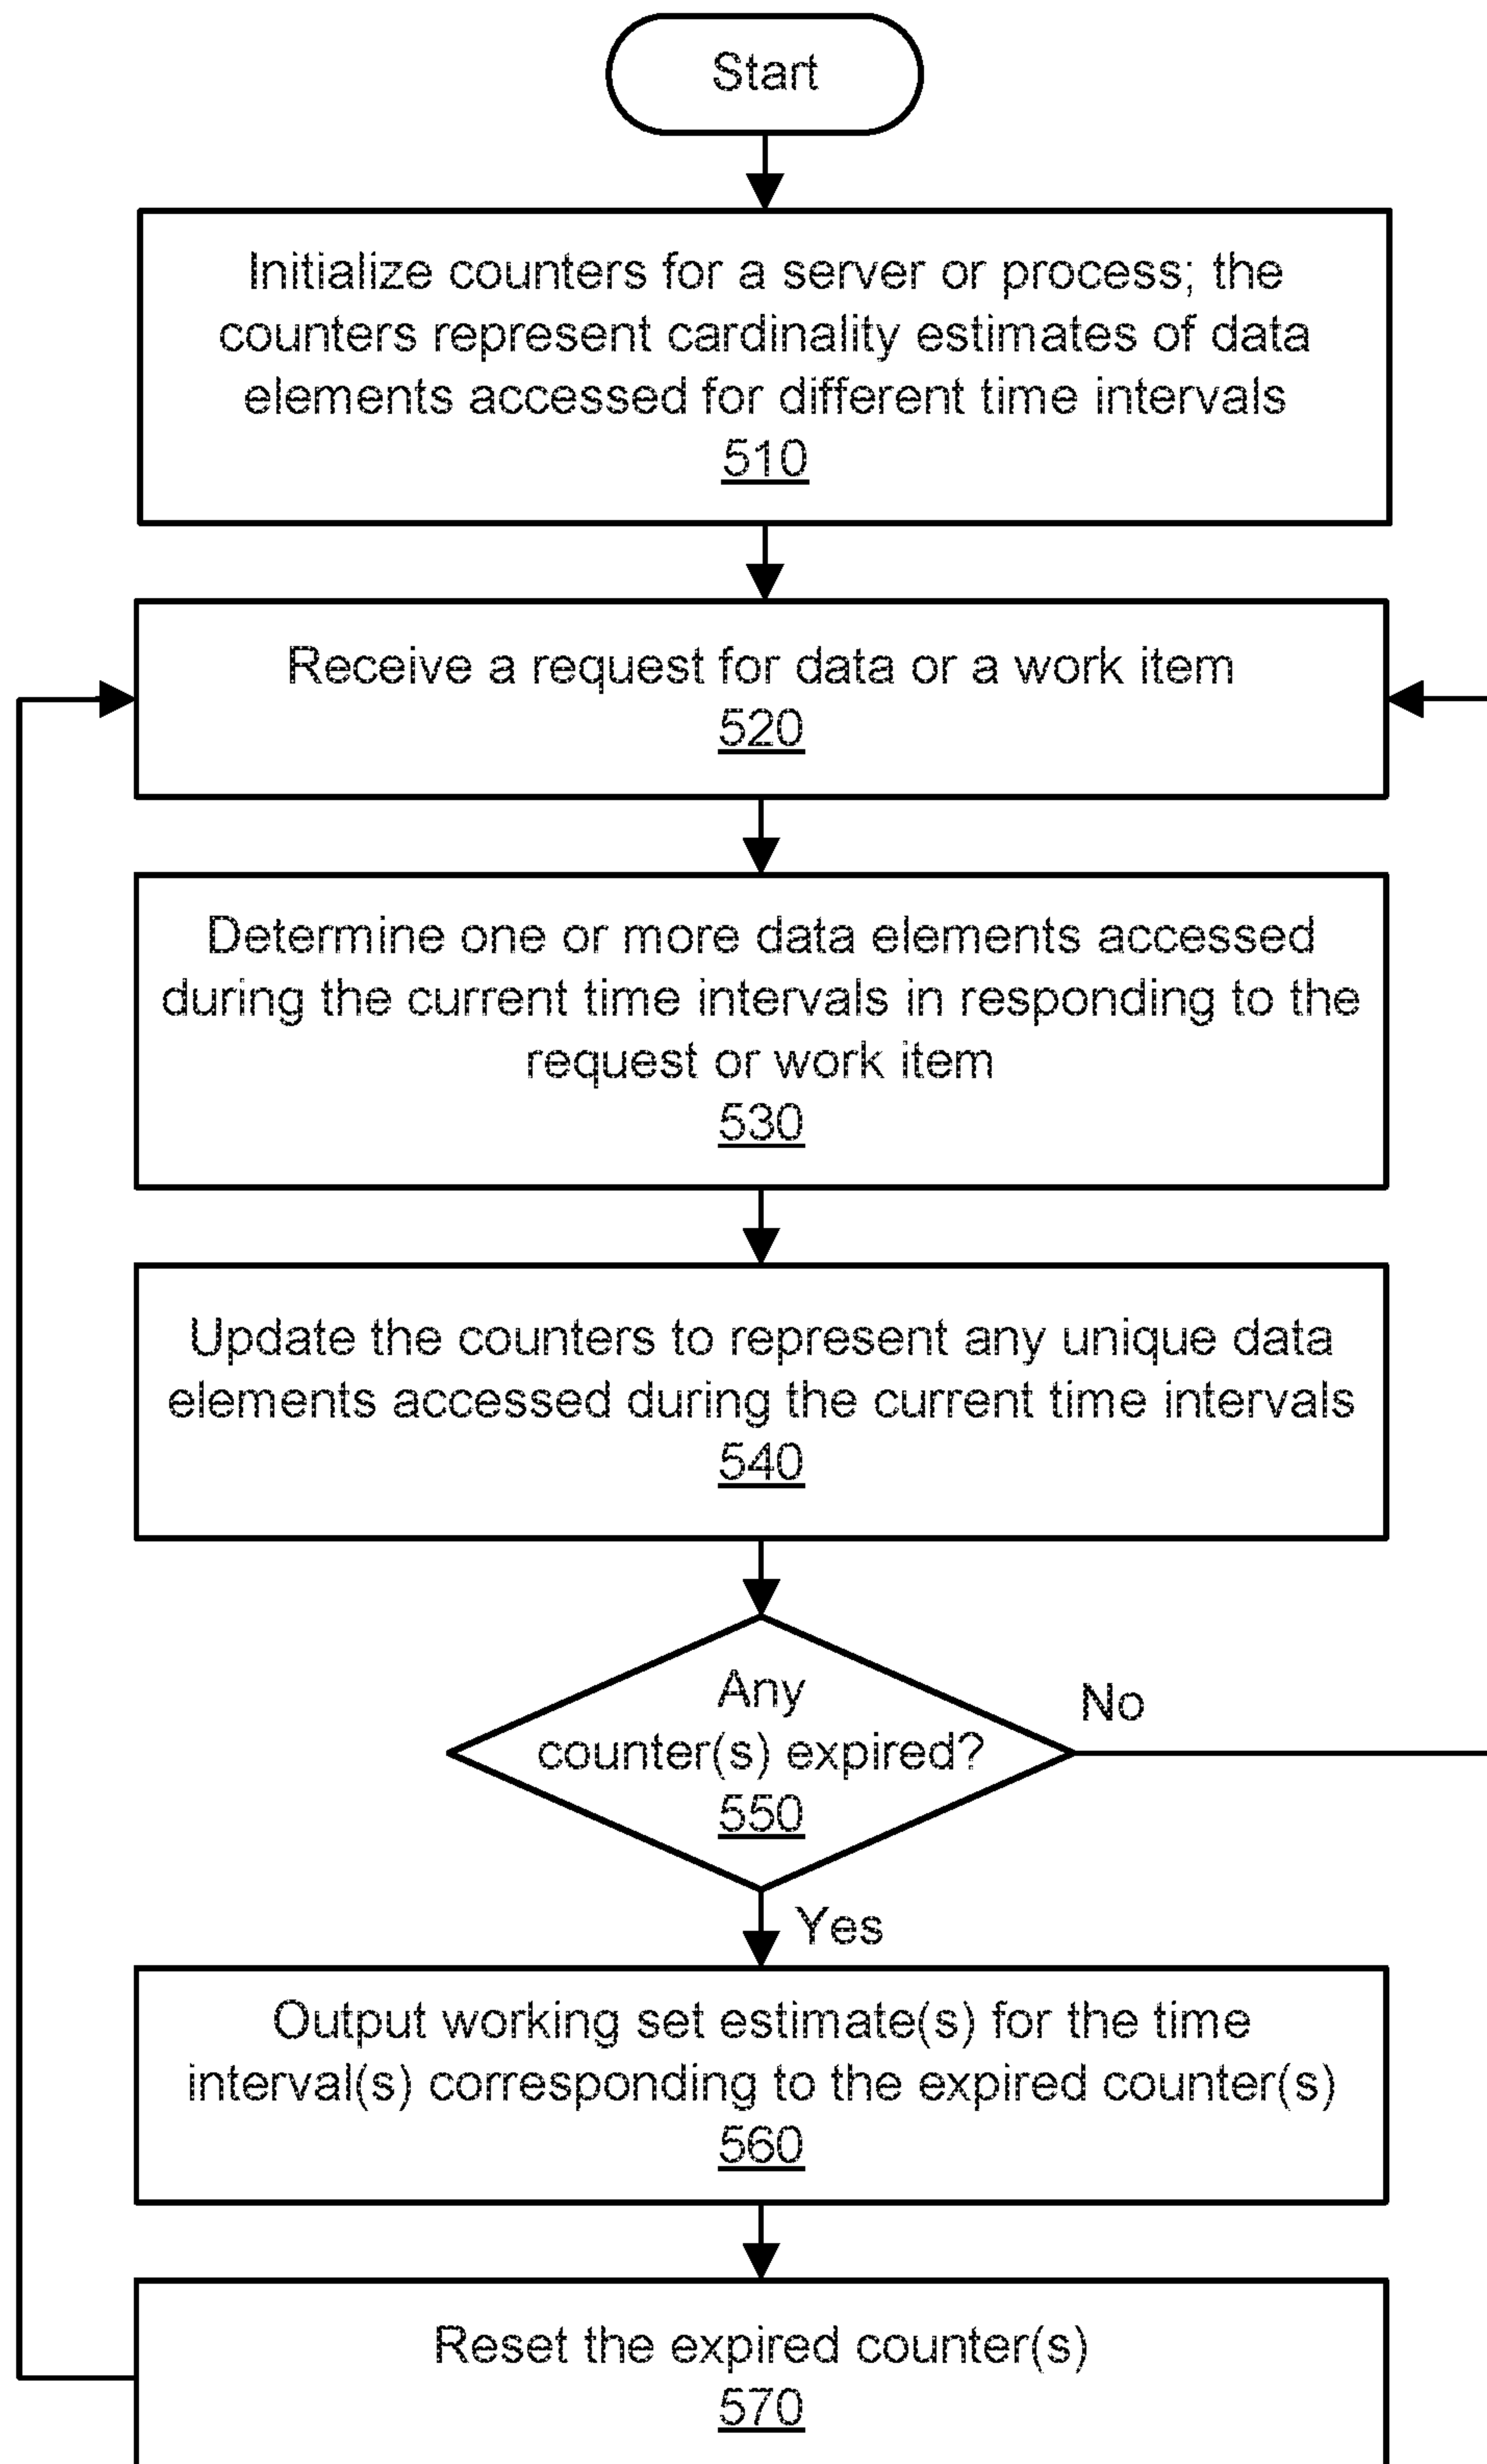 Start
Initialize counters for a server or process; the
counters represent cardinality estimates of data
elements accessed for different time intervals
510
Receive a request for data or a work item
520
Determine one or more data elements accessed
during the current time intervals in responding to the
request or work item
530
Update the counters to represent any unique data
elements accessed during the current time intervals
540
Any
counter(s) expired?
550
No
Yes
Output working set estimate(s) for the time
interval(s) corresponding to the expired counter(s)
560
Reset the expired counter(s)
570